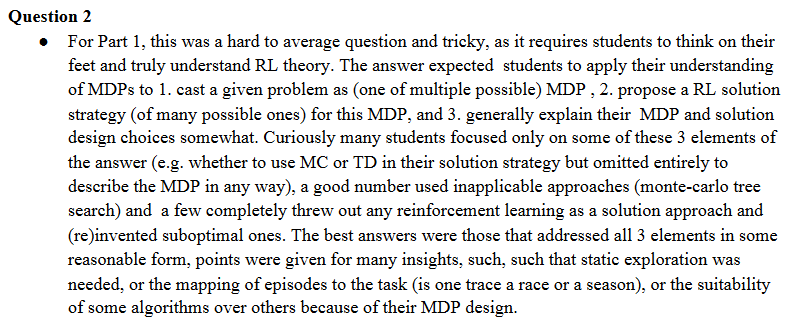 Question 2
• For Part 1, this was a hard to average question and tricky, as it requires students to think on their
feet and truly understand RL theory. The answer expected  students to apply their understanding
of MDPs to 1. cast a given problem as (one of multiple possible) MDP , 2. propose a RL solution
strategy (of many possible ones) for this MDP, and 3. generally explain their  MDP and solution
design choices somewhat. Curiously many students focused only on some of these 3 elements of
the answer (e.g. whether to use MC or TD in their solution strategy but omitted entirely to
describe the MDP in any way), a good number used inapplicable approaches (monte-carlo tree
search) and  a few completely threw out any reinforcement learning as a solution approach and
(re)invented suboptimal ones. The best answers were those that addressed all 3 elements in some
reasonable form, points were given for many insights, such, such that static exploration was
needed, or the mapping of episodes to the task (is one trace a race or a season), or the suitability
of some algorithms over others because of their MDP design.